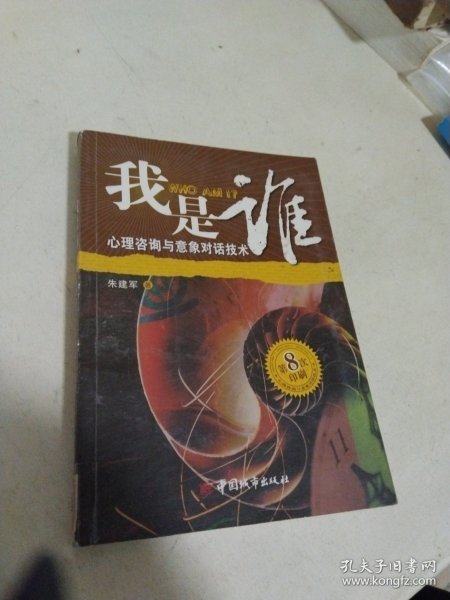 我是谁
WHO AM I?
心理咨询与意象对话技术
朱建军
第8次
印刷
11
中国城市出版社
孔夫子旧书网
www.kongfz.com